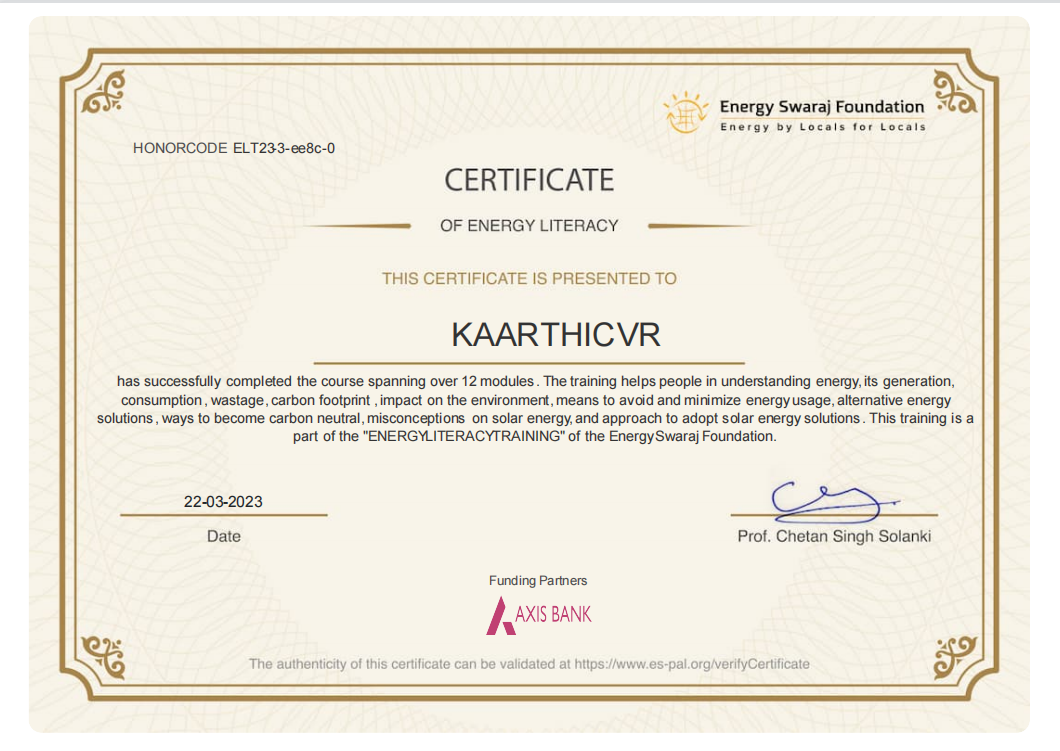 Energy Swaraj Foundation
Energy by Locals for Locals
HONORCODE ELT23-3-ee8c-0
CERTIFICATE
OF ENERGY LITERACY
THIS CERTIFICATE IS PRESENTED TO
KAARTHICVR
has successfully completed the course spanning over 12 modules. The training helps people in understanding energy, its generation,
consumption, wastage, carbon footprint , impact on the environment, means to avoid and minimize energy usage, alternative energy
solutions, ways to become carbon neutral, misconceptions on solar energy, and approach to adopt solar energy solutions. This training is a
part of the "ENERGYLITERACYTRAINING" of the EnergySwaraj Foundation.
22-03-2023
Date
Prof. Chetan Singh Solanki
Funding Partners
AXIS BANK
The authenticity of this certificate can be validated at https://www.es-pal.org/verifyCertificate